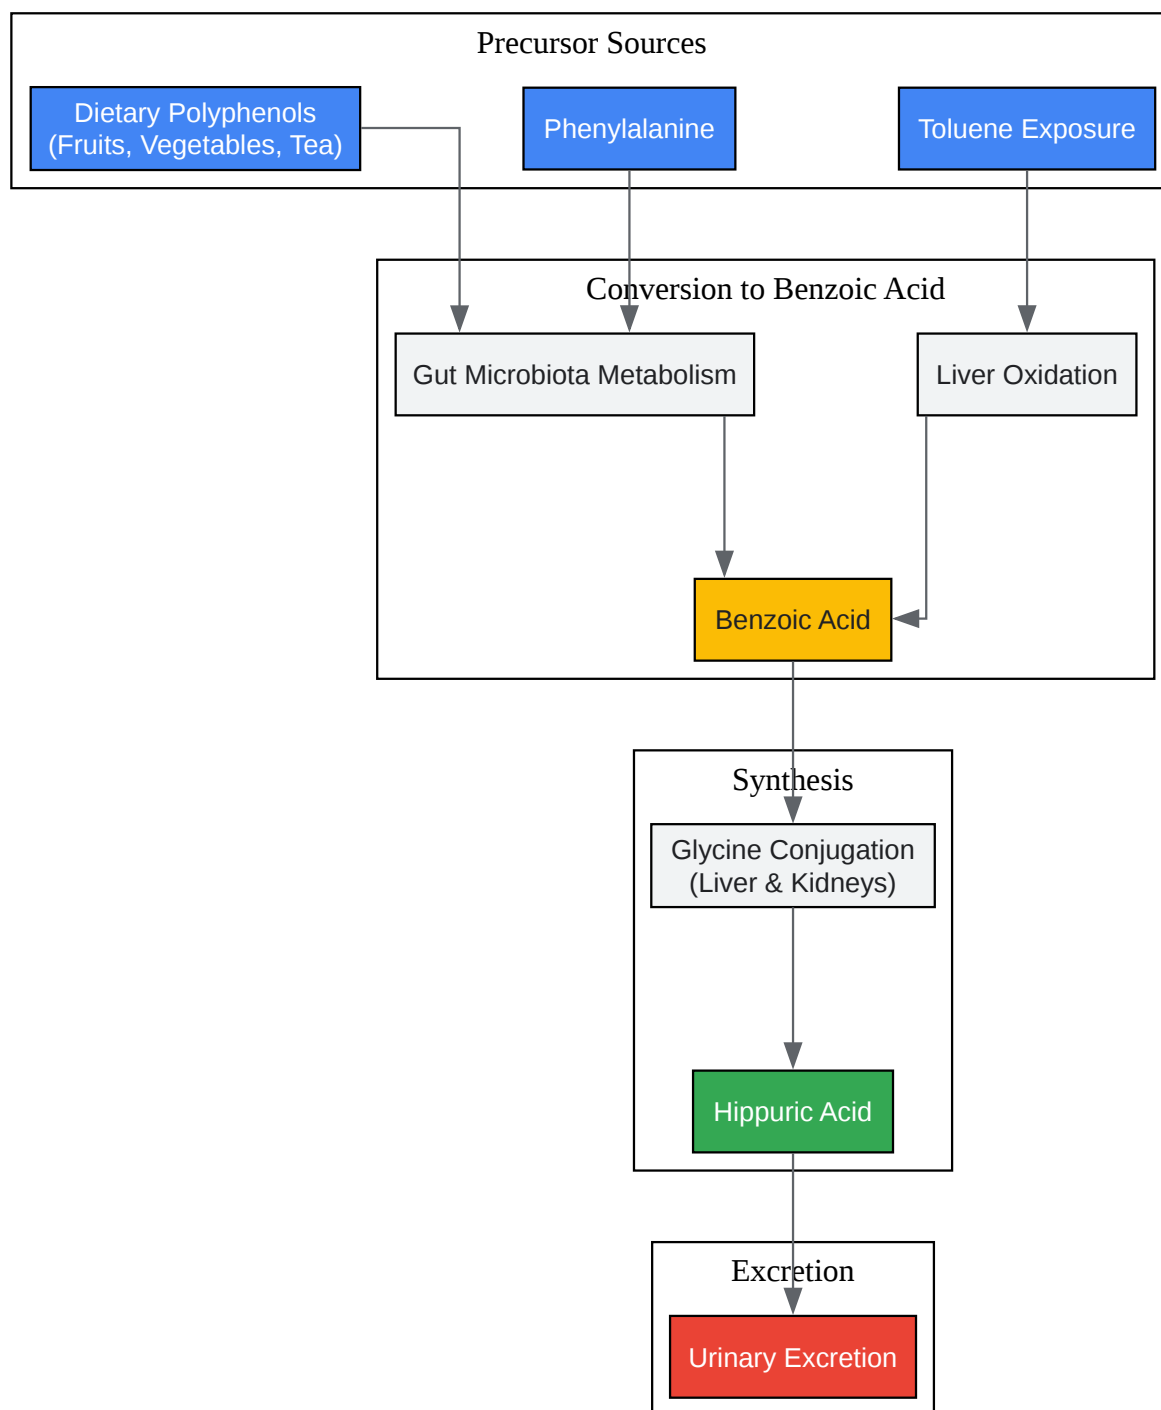 Precursor Sources
Dietary Polyphenols
(Fruits, Vegetables, Tea)
Phenylalanine
Toluene Exposure
Conversion to Benzoic Acid
Gut Microbiota Metabolism
Liver Oxidation
Benzoic Acid
Synthesis
Glycine Conjugation
(Liver & Kidneys)
Hippuric Acid
Excretion
Urinary Excretion